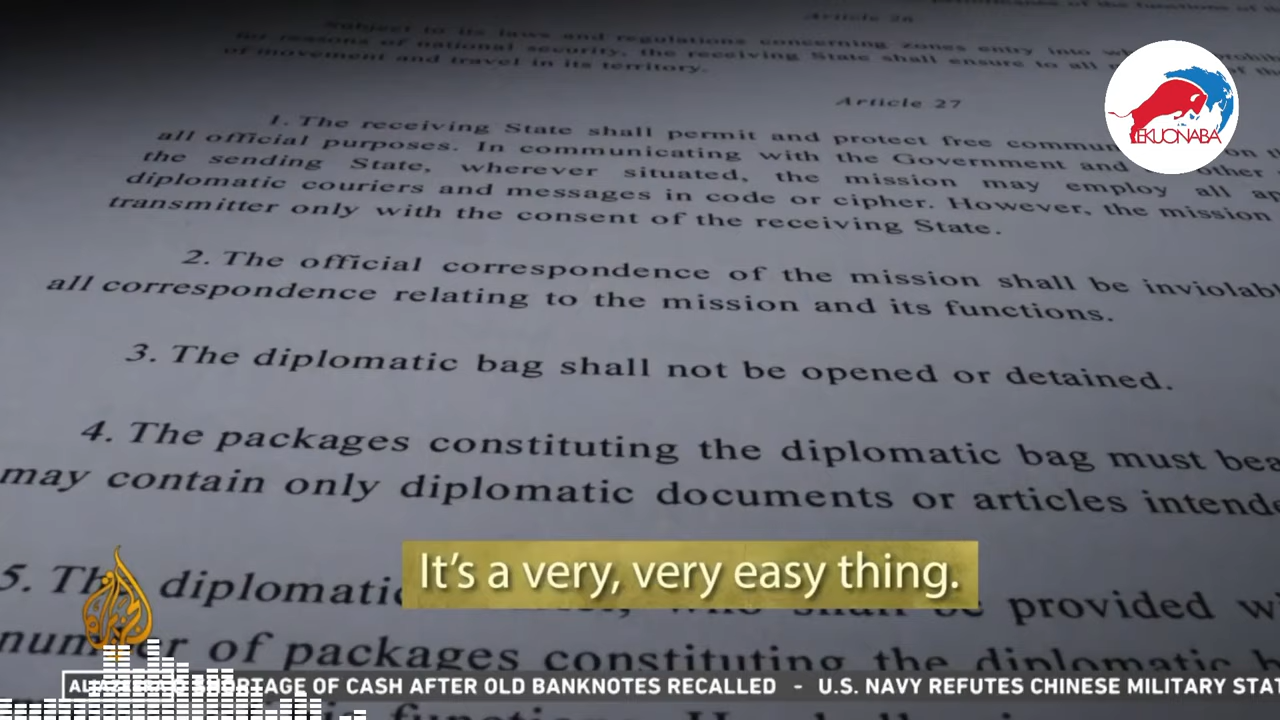 Article 26
Subject to its laws and regulations concerning zones entry into
for reasons of national security, the receiving State shall ensure to all
of movement and travel in its territory.
Article 27
1. The receiving State shall permit and protect free
all official purposes. In communicating with the Government and other
the sending State, wherever situated, the mission may employ all
diplomatic couriers and messages in code or cipher. However, the mission
transmitter only with the consent of the receiving State.
2. The official correspondence of the mission shall be
all correspondence relating to the mission and its functions.
3. The diplomatic bag shall not be opened or detained.
4. The packages constituting the diplomatic bag must
may contain only diplomatic documents or articles
5. The diplomatic shall be provided
number of packages constituting the diplomatic
EKUONABA
It's a very, very easy thing.
SHORTAGE OF CASH AFTER OLD BANKNOTES RECALLED - U.S. NAVY REFUTES CHINESE MILITARY